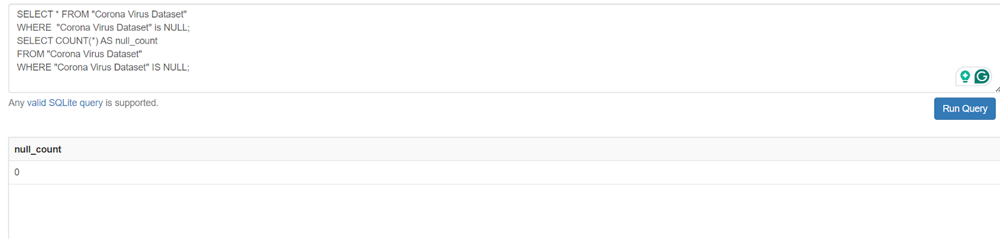 SELECT * FROM "Corona Virus Dataset"
WHERE  "Corona Virus Dataset" is NULL;
SELECT COUNT(*) AS null_count
FROM "Corona Virus Dataset"
WHERE "Corona Virus Dataset" IS NULL;
Any valid SQLite query is supported.
Run Query
null_count
0